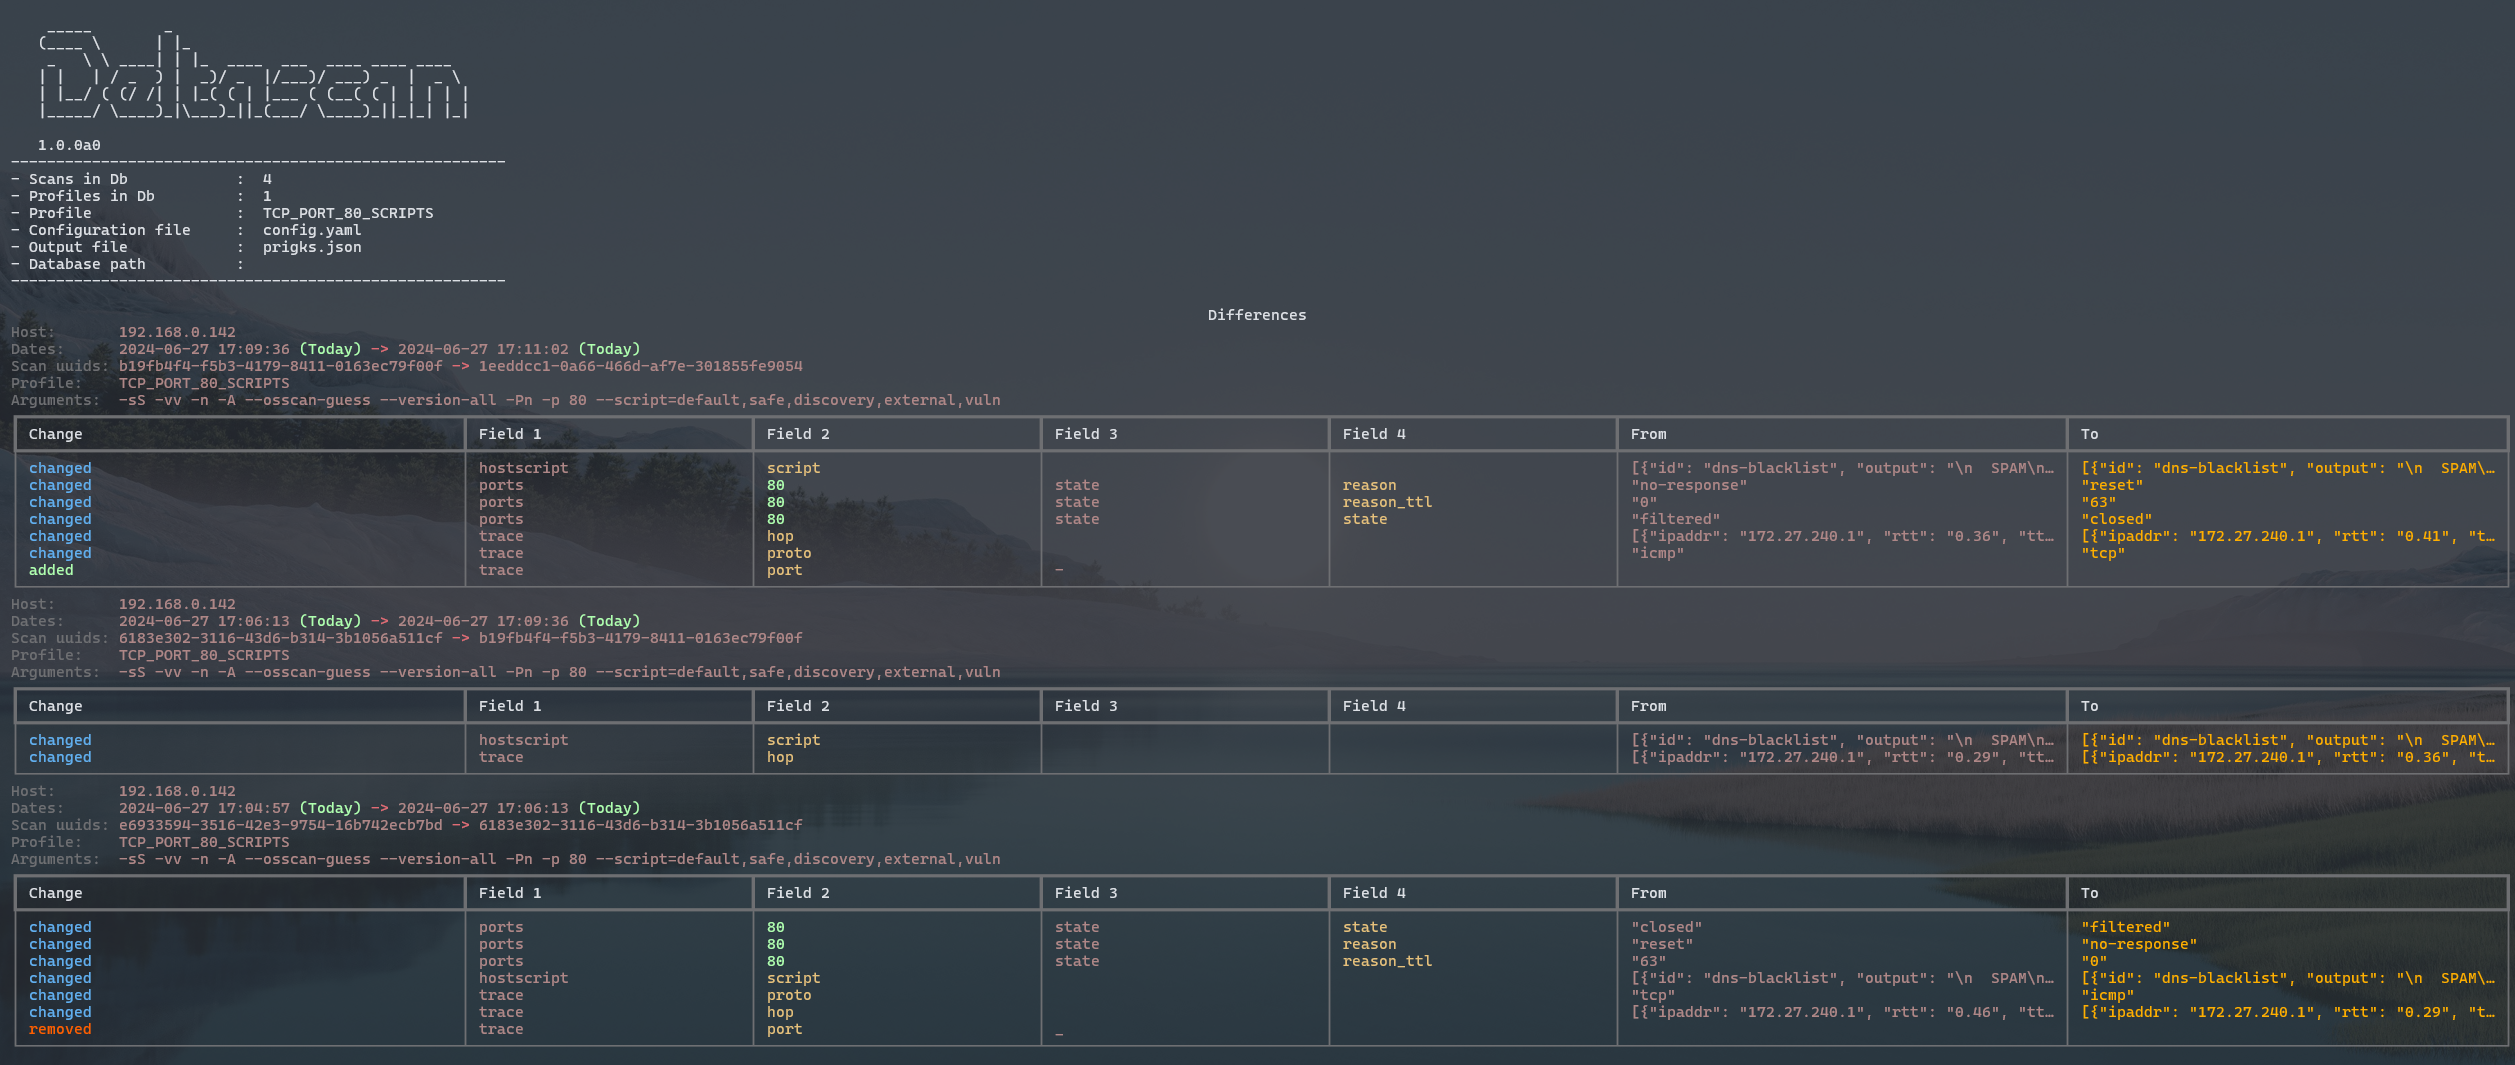 Deltascan
1.0.0a0
- Scans in Db : 4
- Profiles in Db : 1
- Profile : TCP_PORT_80_SCRIPTS
- Configuration file : config.yaml
- Output file : prigks.json
- Database path :
Differences
Host: 192.168.0.142
Dates: 2024-06-27 17:09:36 (Today) -> 2024-06-27 17:11:02 (Today)
Scan uuids: b19fb4f4-f5b3-4179-8411-0163ec79f00f -> 1eeddcc1-0a66-466d-af7e-301855fe9054
Profile: TCP_PORT_80_SCRIPTS
Arguments: -sS -vv -n -A --osscan-guess --version-all -Pn -p 80 --script=default,safe,discovery,external,vuln
Change Field 1 Field 2 Field 3 Field 4 From To
changed hostscript script [{"id": "dns-blacklist", "output": "\n  SPAM\n… [{"id": "dns-blacklist", "output": "\n  SPAM\…
changed ports 80 state reason "no-response" "reset"
changed ports 80 state reason_ttl "0" "63"
changed ports 80 state state "filtered" "closed"
changed trace hop [{"ipaddr": "172.27.240.1", "rtt": "0.36", "tt… [{"ipaddr": "172.27.240.1", "rtt": "0.41", "t…
changed trace proto "icmp" "tcp"
added trace port _
Host: 192.168.0.142
Dates: 2024-06-27 17:06:13 (Today) -> 2024-06-27 17:09:36 (Today)
Scan uuids: 6183e302-3116-43d6-b314-3b1056a511cf -> b19fb4f4-f5b3-4179-8411-0163ec79f00f
Profile: TCP_PORT_80_SCRIPTS
Arguments: -sS -vv -n -A --osscan-guess --version-all -Pn -p 80 --script=default,safe,discovery,external,vuln
Change Field 1 Field 2 Field 3 Field 4 From To
changed hostscript script [{"id": "dns-blacklist", "output": "\n  SPAM\n… [{"id": "dns-blacklist", "output": "\n  SPAM\…
changed trace hop [{"ipaddr": "172.27.240.1", "rtt": "0.29", "tt… [{"ipaddr": "172.27.240.1", "rtt": "0.36", "t…
Host: 192.168.0.142
Dates: 2024-06-27 17:04:57 (Today) -> 2024-06-27 17:06:13 (Today)
Scan uuids: e6933594-3516-42e3-9754-16b742ecb7bd -> 6183e302-3116-43d6-b314-3b1056a511cf
Profile: TCP_PORT_80_SCRIPTS
Arguments: -sS -vv -n -A --osscan-guess --version-all -Pn -p 80 --script=default,safe,discovery,external,vuln
Change Field 1 Field 2 Field 3 Field 4 From To
changed ports 80 state state "closed" "filtered"
changed ports 80 state reason "reset" "no-response"
changed ports 80 state reason_ttl "63" "0"
changed hostscript script [{"id": "dns-blacklist", "output": "\n  SPAM\n… [{"id": "dns-blacklist", "output": "\n  SPAM\…
changed trace proto "tcp" "icmp"
changed trace hop [{"ipaddr": "172.27.240.1", "rtt": "0.46", "tt… [{"ipaddr": "172.27.240.1", "rtt": "0.29", "t…
removed trace port _